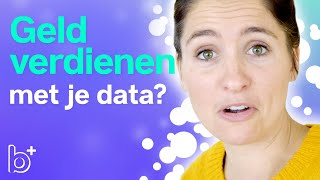 Geld
verdienen
met je data?
b+